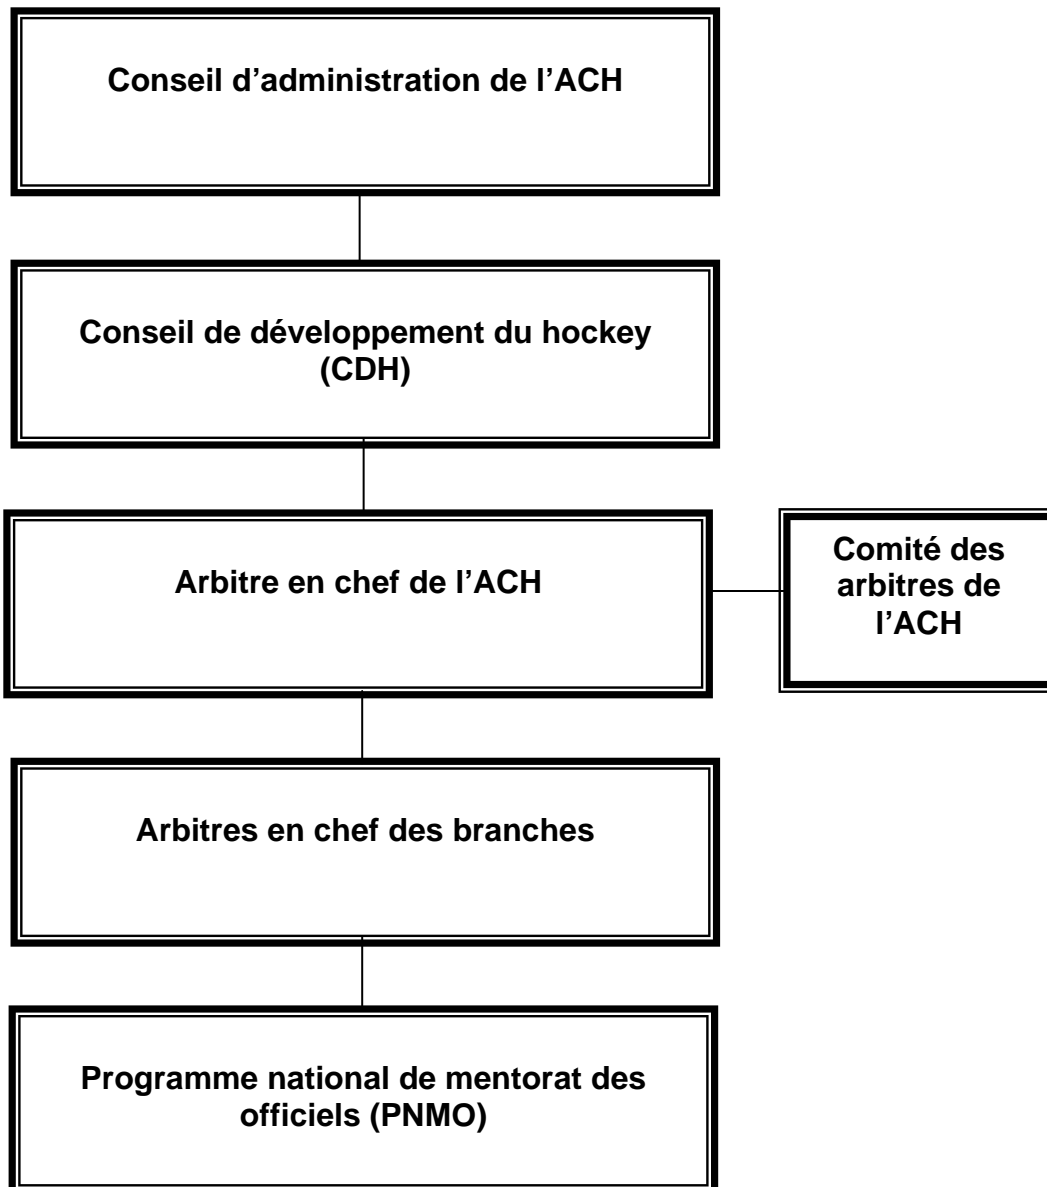 Conseil d’administration de l’ACH
Conseil de développement du hockey
(CDH)
Arbitre en chef de l’ACH
Comité des
arbitres de
l’ACH
Arbitres en chef des branches
Programme national de mentorat des
officiels (PNMO)